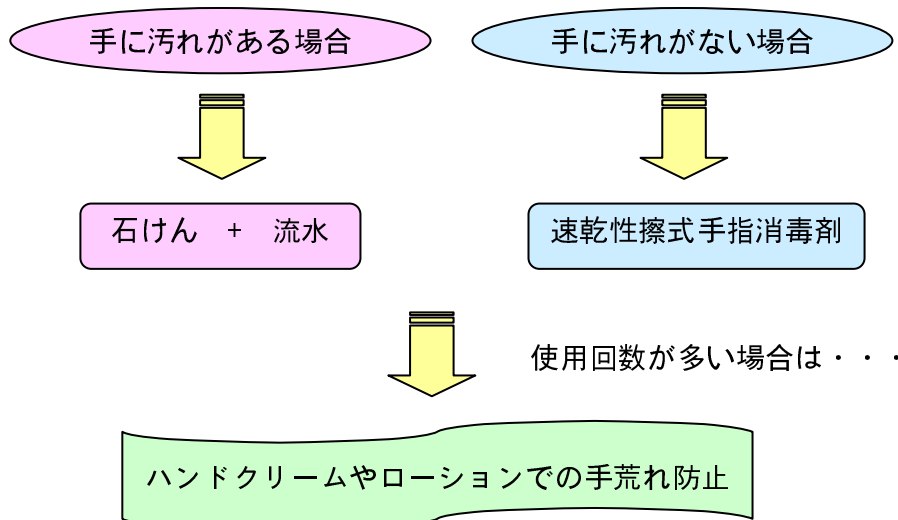 手に汚れがある場合
手に汚れがない場合
石けん　+　流水
速乾性擦式手指消毒剤
使用回数が多い場合は・・・
ハンドクリームやローションでの手荒れ防止